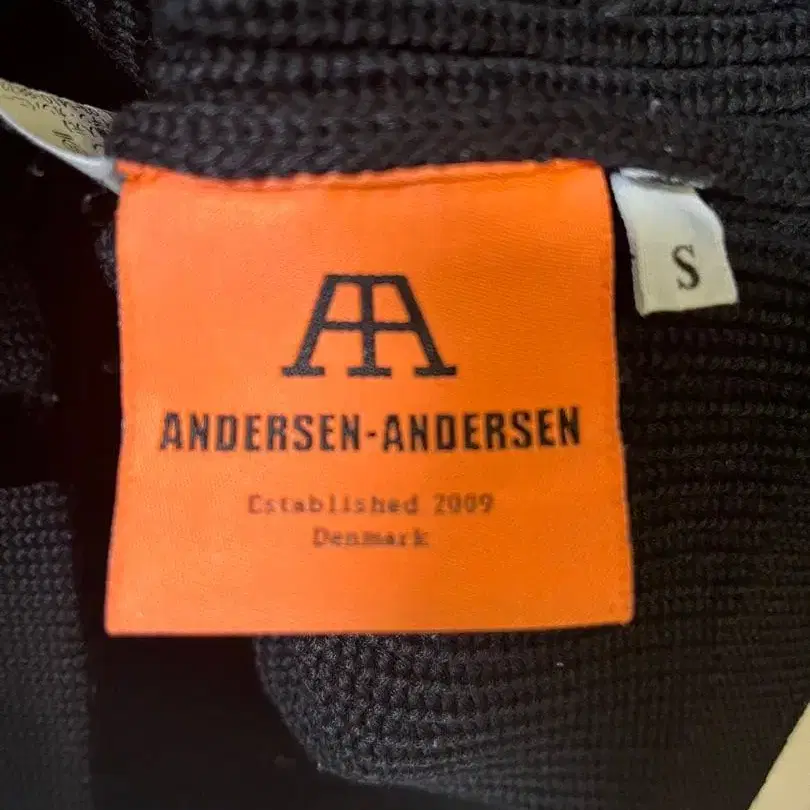 AA
ANDERSEN-ANDERSEN
Established 2009
Denmark
S